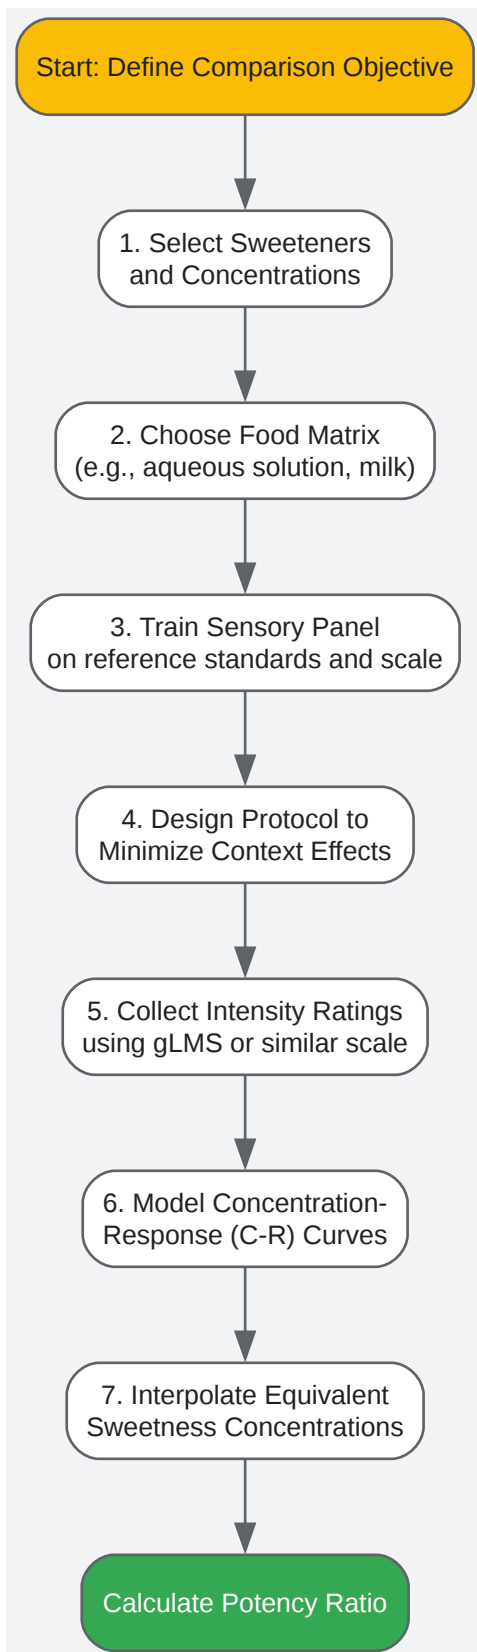 Start: Define Comparison Objective
1. Select Sweeteners
and Concentrations
2. Choose Food Matrix
(e.g., aqueous solution, milk)
3. Train Sensory Panel
on reference standards and scale
4. Design Protocol to
Minimize Context Effects
5. Collect Intensity Ratings
using gLMS or similar scale
6. Model Concentration-
Response (C-R) Curves
7. Interpolate Equivalent
Sweetness Concentrations
Calculate Potency Ratio